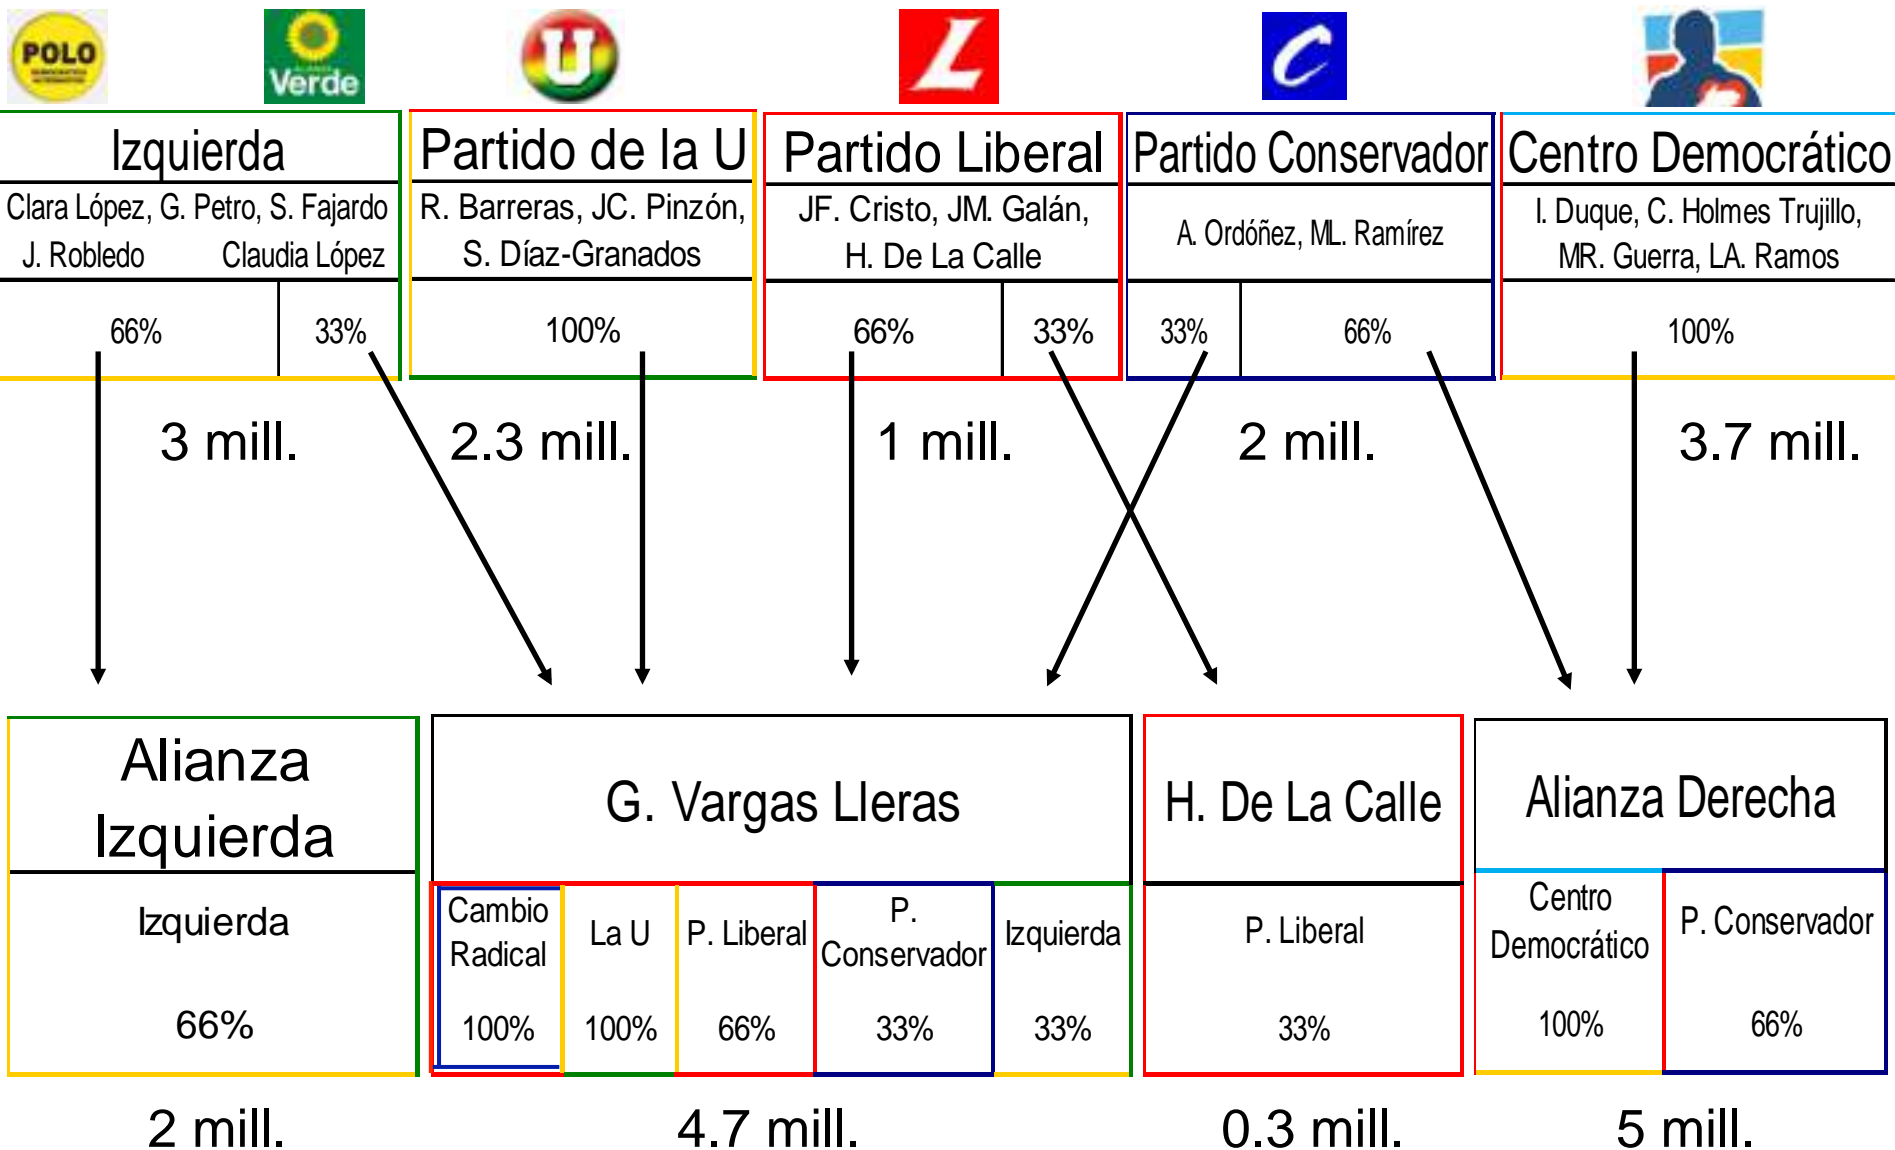 POLO
Verde
U
L
C
Izquierda
Clara López, G. Petro, S. Fajardo
J. Robledo Claudia López
66% 33%
3 mill.
Partido de la U
R. Barreras, JC. Pinzón,
S. Díaz-Granados
100%
2.3 mill.
Partido Liberal
JF. Cristo, JM. Galán,
H. De La Calle
66% 33%
1 mill.
Partido Conservador
A. Ordóñez, ML. Ramírez
33% 66%
2 mill.
Centro Democrático
I. Duque, C. Holmes Trujillo,
MR. Guerra, LA. Ramos
100%
3.7 mill.
Alianza
Izquierda
Izquierda
66%
2 mill.
G. Vargas Lleras
Cambio
Radical
100%
La U
100%
P. Liberal
66%
P.
Conservador
33%
Izquierda
33%
4.7 mill.
H. De La Calle
P. Liberal
33%
0.3 mill.
Alianza Derecha
Centro
Democrático
100%
P. Conservador
66%
5 mill.